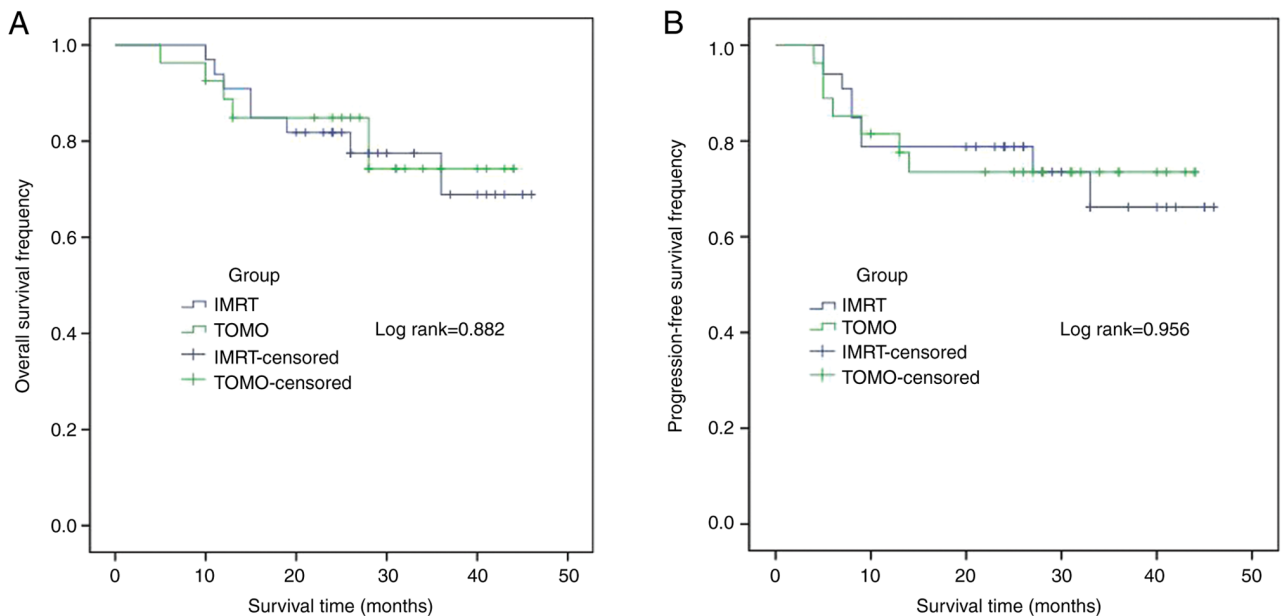 A
Overall survival frequency
1.0
0.8
0.6
0.4
0.2
0.0
Group
IMRT
TOMO
IMRT-censored
TOMO-censored
Log rank=0.882
0 10 20 30 40 50
Survival time (months)
B
Progression-free survival frequency
1.0
0.8
0.6
0.4
0.2
0.0
Group
IMRT
TOMO
IMRT-censored
TOMO-censored
Log rank=0.956
0 10 20 30 40 50
Survival time (months)